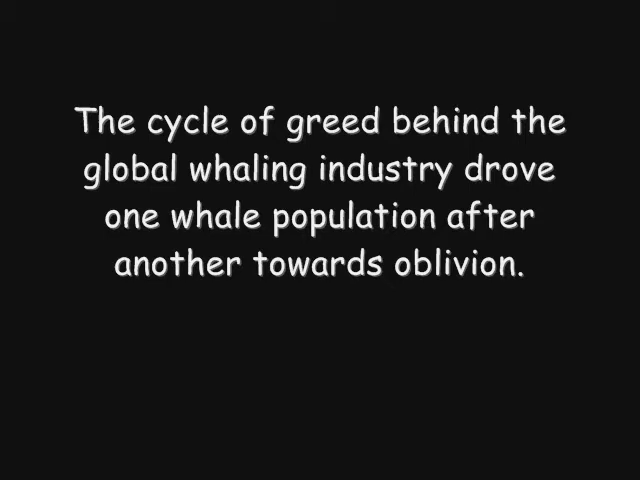 The cycle of greed behind the
global whaling industry drove
one whale population after
another towards oblivion.